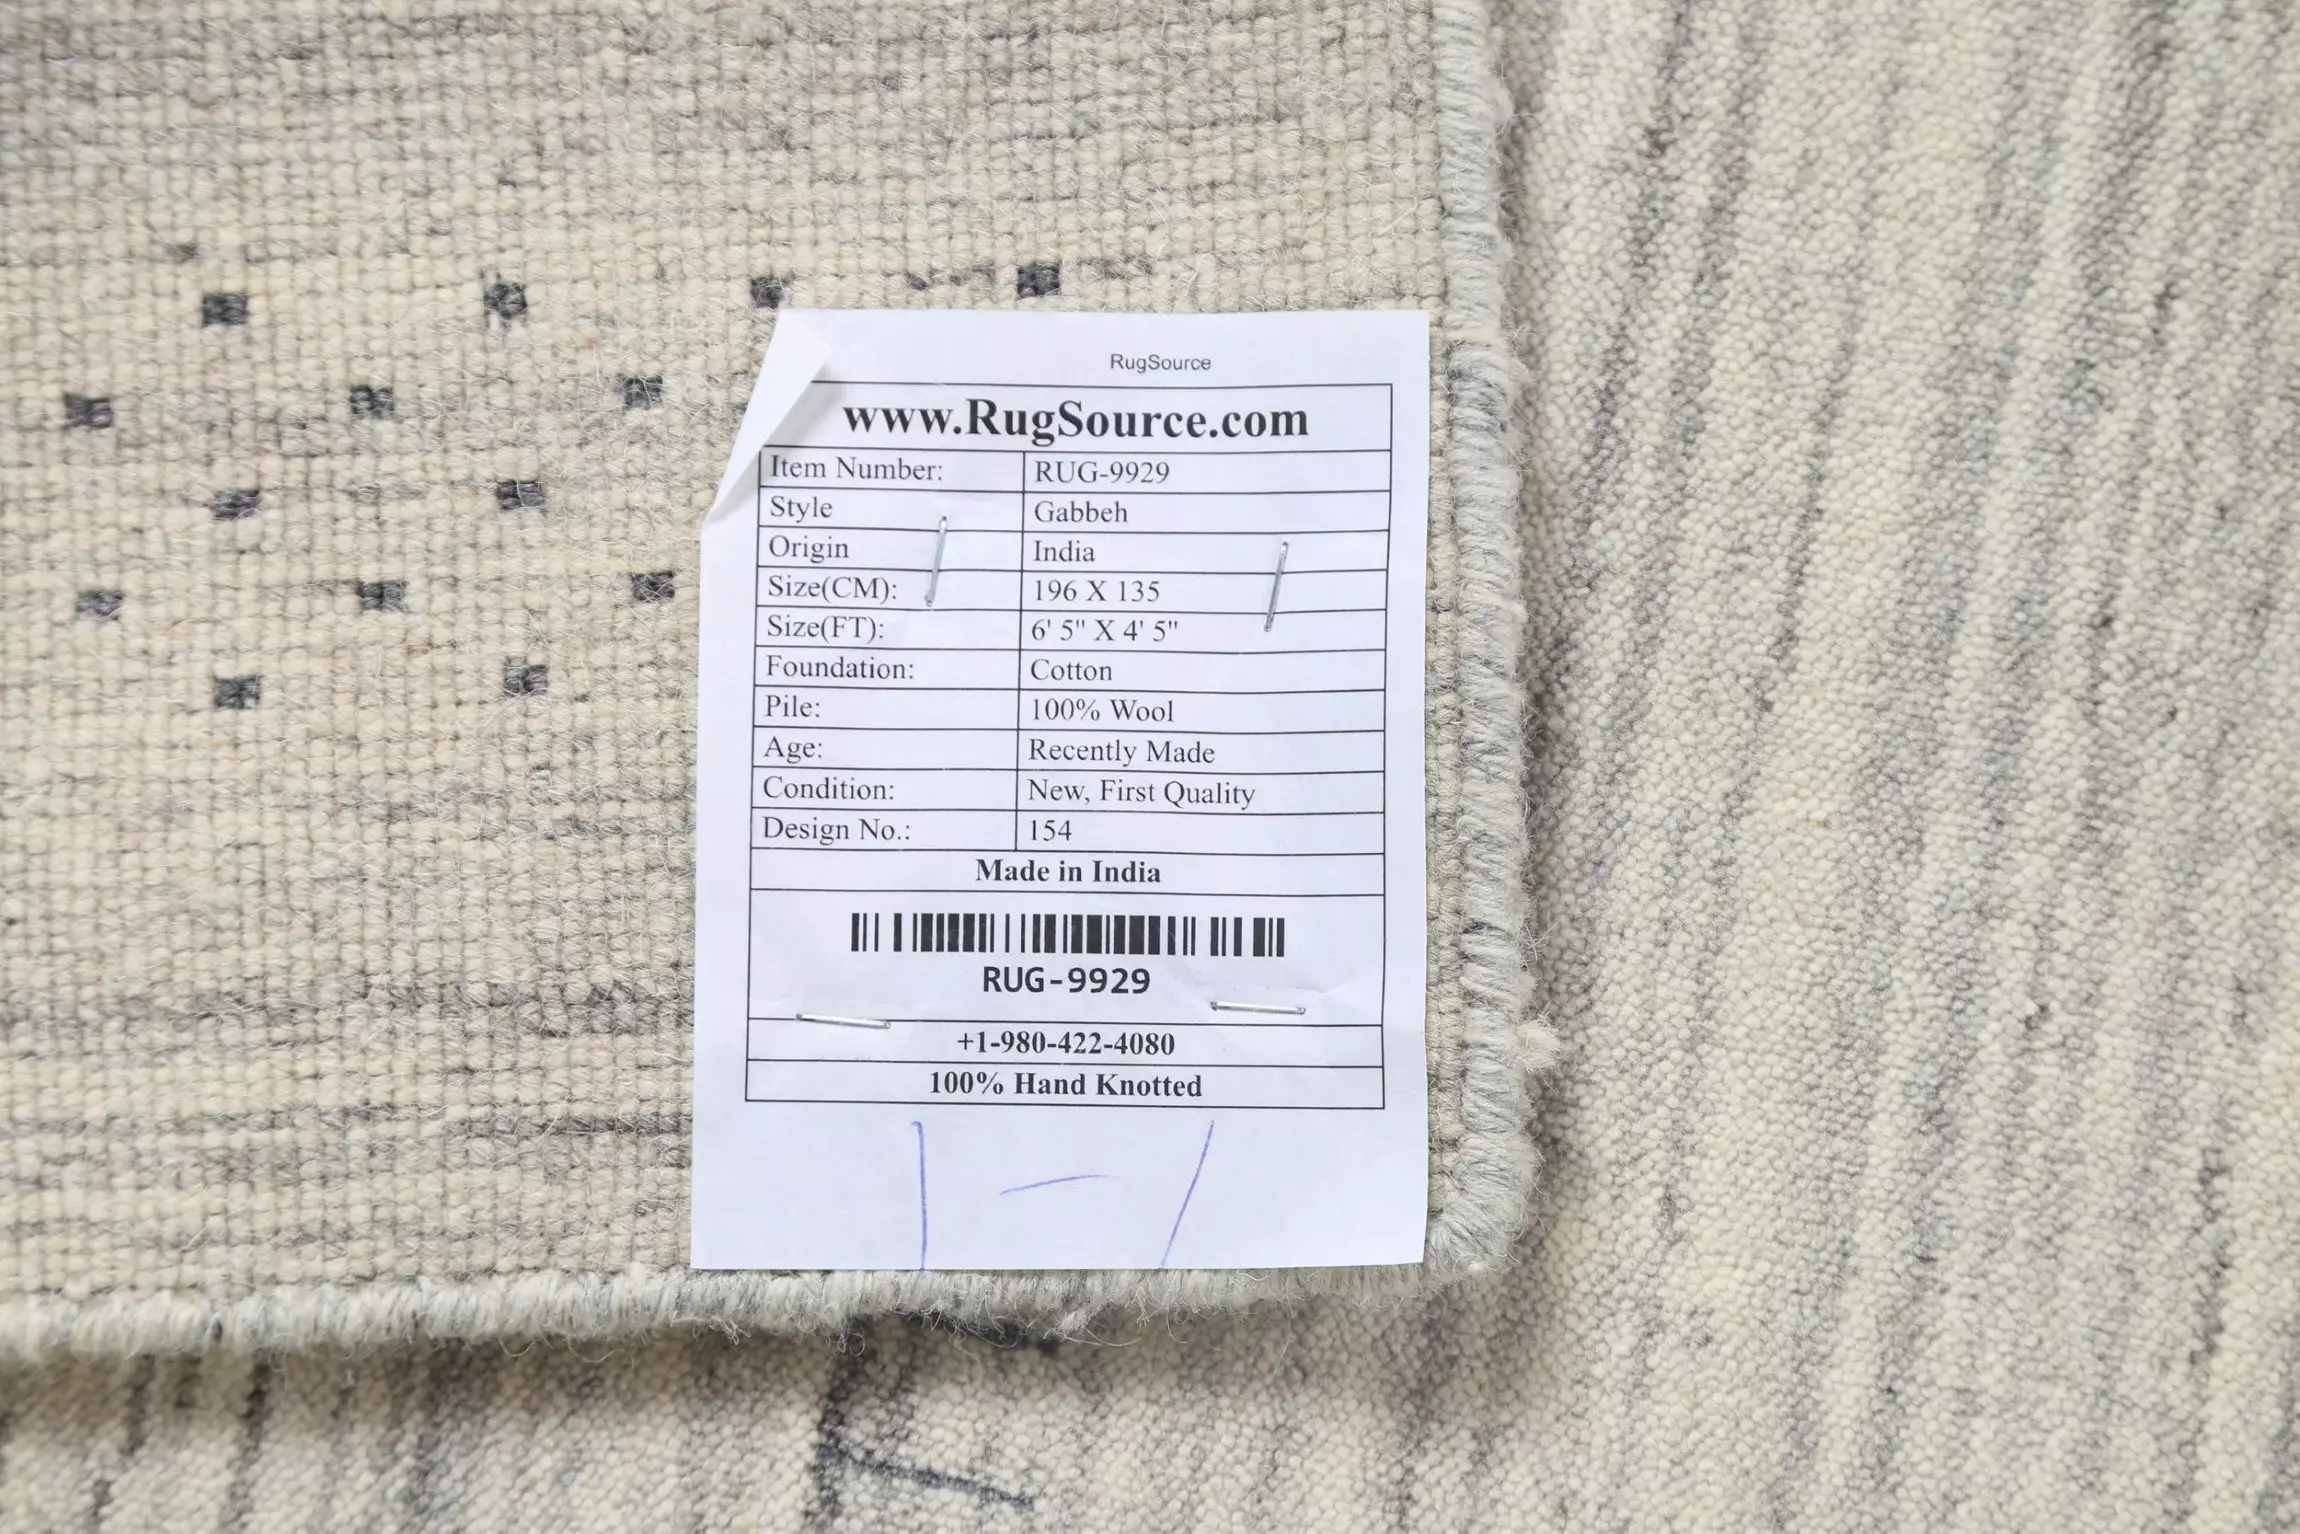 RugSource
www.RugSource.com
Item Number: RUG-9929
Style Gabbeh
Origin India
Size(CM): 196 X 135
Size(FT): 6' 5" X 4' 5"
Foundation: Cotton
Pile: 100% Wool
Age: Recently Made
Condition: New, First Quality
Design No.: 154
Made in India
RUG-9929
+1-980-422-4080
100% Hand Knotted
1-1